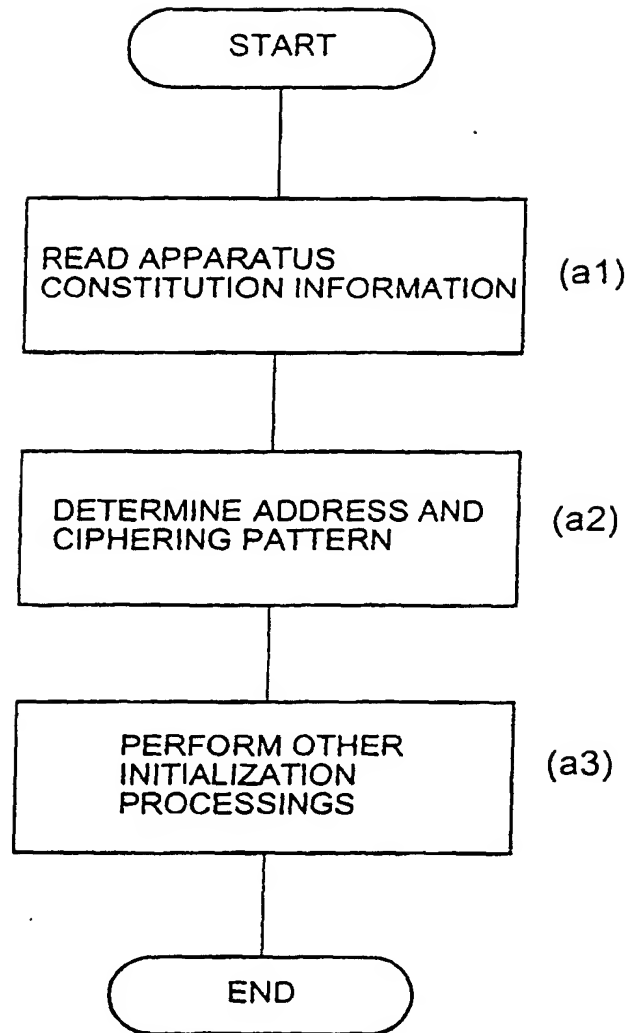 START
READ APPARATUS
CONSTITUTION INFORMATION
(a1)
DETERMINE ADDRESS AND
CIPHERING PATTERN
(a2)
PERFORM OTHER
INITIALIZATION
PROCESSINGS
(a3)
END